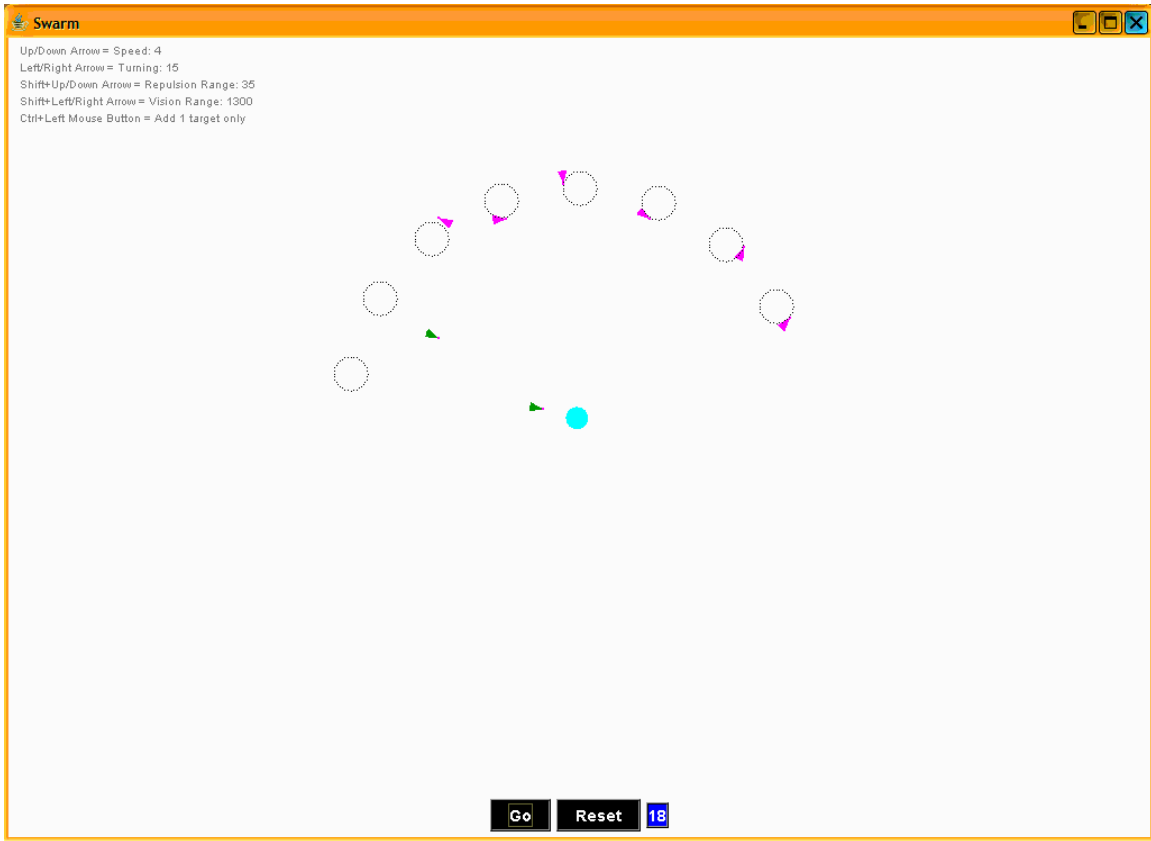 Swarm
Up/Down Arrow = Speed: 4
Left/Right Arrow = Turning: 15
Shift+Up/Down Arrow = Repulsion Range: 35
Shift+Left/Right Arrow = Vision Range: 1300
Ctrl+Left Mouse Button = Add 1 target only
Go Reset 18